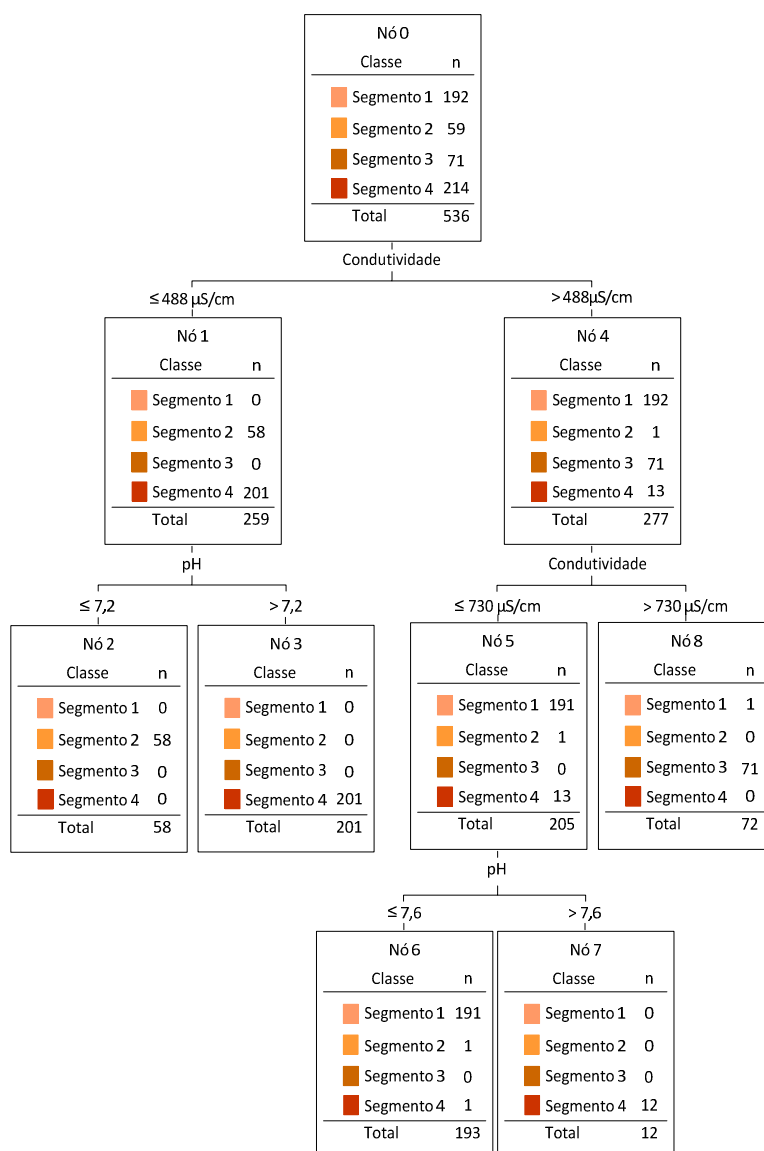 Nó 0
Classe n
Segmento 1 192
Segmento 2 59
Segmento 3 71
Segmento 4 214
Total 536
Condutividade
≤ 488 µS/cm
> 488µS/cm
Nó 1
Classe n
Segmento 1 0
Segmento 2 58
Segmento 3 0
Segmento 4 201
Total 259
pH
Nó 4
Classe n
Segmento 1 192
Segmento 2 1
Segmento 3 71
Segmento 4 13
Total 277
Condutividade
≤ 7,2
> 7,2
≤ 730 µS/cm
> 730 µS/cm
Nó 2
Classe n
Segmento 1 0
Segmento 2 58
Segmento 3 0
Segmento 4 0
Total 58
Nó 3
Classe n
Segmento 1 0
Segmento 2 0
Segmento 3 0
Segmento 4 201
Total 201
Nó 5
Classe n
Segmento 1 191
Segmento 2 1
Segmento 3 0
Segmento 4 13
Total 205
pH
Nó 8
Classe n
Segmento 1 1
Segmento 2 0
Segmento 3 71
Segmento 4 0
Total 72
≤ 7,6
> 7,6
Nó 6
Classe n
Segmento 1 191
Segmento 2 1
Segmento 3 0
Segmento 4 1
Total 193
Nó 7
Classe n
Segmento 1 0
Segmento 2 0
Segmento 3 0
Segmento 4 12
Total 12